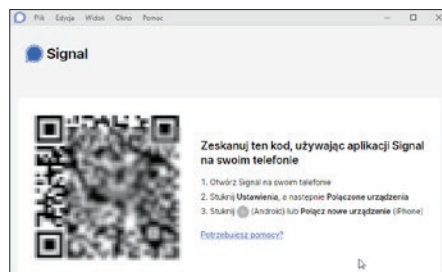 Plik Edycja Widok Okno Pomoc
Signal
Zeskanuj ten kod, używając aplikacji Signal
na swoim telefonie
1. Otwórz Signal na swoim telefonie
2. Stuknij Ustawienia, a następnie Połączone urządzenia
3. Stuknij (Android) lub Połącz nowe urządzenie (iPhone)
Potrzebujesz pomocy?